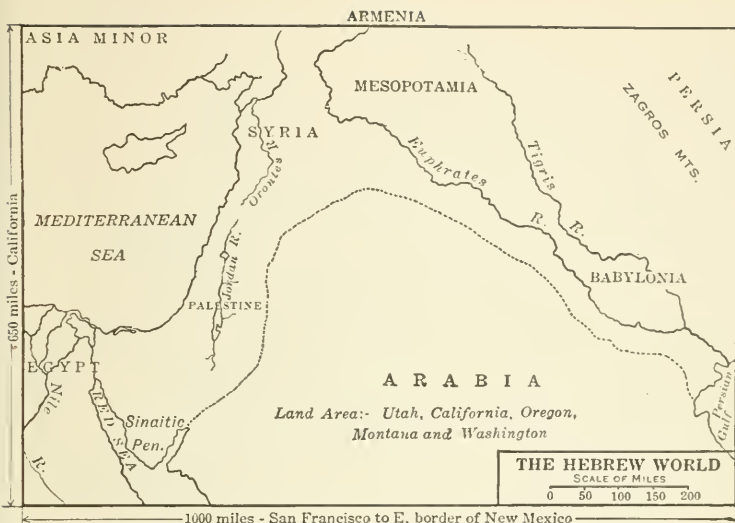 ARMENIA
ASIA MINOR
MESOPOTAMIA
PERSIA
ZAGROS MTS.
SYRIA
R. Orontes
Euphrates R.
Tigris R.
MEDITERRANEAN
SEA
650 miles - California
Jordan R.
PALESTINE
BABYLONIA
EGYPT
Nile R.
RED SEA
Sinaitic
Pen.
ARABIA
Land Area:- Utah, California, Oregon,
Montana and Washington
Persian
Gulf
THE HEBREW WORLD
SCALE OF MILES
0 50 100 150 200
1000 miles - San Francisco to E. border of New Mexico